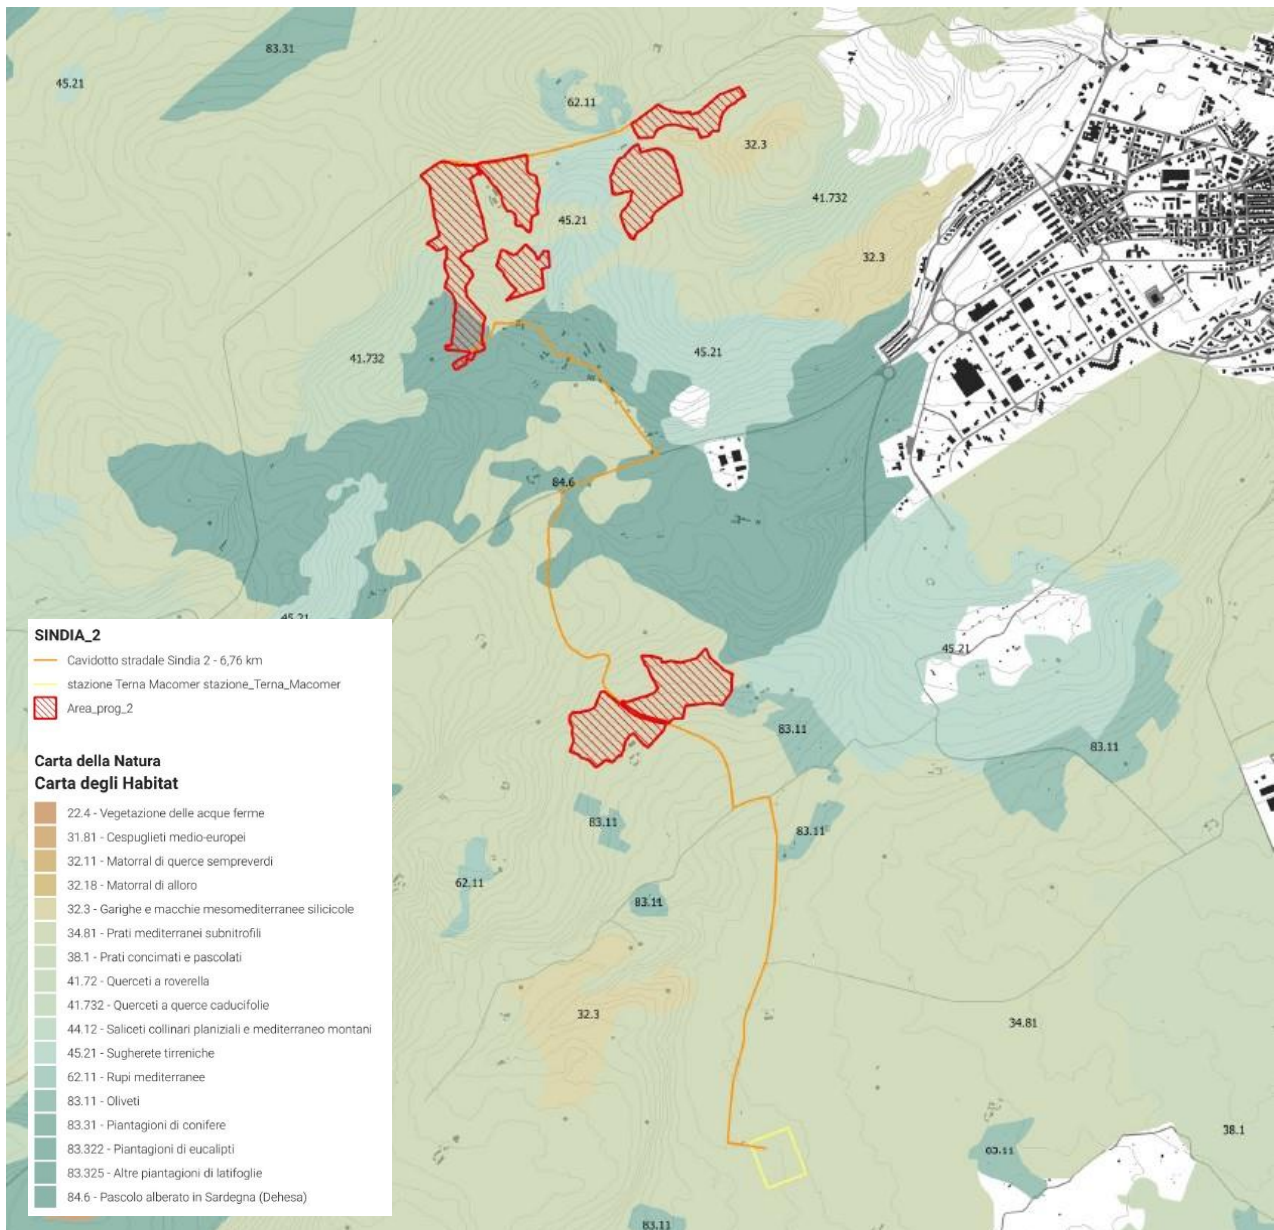 83.31
45.21
62.11
32.3
41.732
45.21
32.3
45.21
41.732
84.6
45.21
45.21
83.11
83.11
83.11
83.11
62.11
83.11
32.3
34.81
38.1
83.11
83.11
SINDIA_2
Cavidotto stradale Sindia 2 - 6,76 km
stazione Terna Macomer stazione_Terna_Macomer
Area_prog_2
Carta della Natura
Carta degli Habitat
22.4 - Vegetazione delle acque ferme
31.81 - Cespuglieti medio-europei
32.11 - Matorral di querce sempreverdi
32.18 - Matorral di alloro
32.3 - Garighe e macchie mesomediterranee silicicole
34.81 - Prati mediterranei subnitrofili
38.1 - Prati concimati e pascolati
41.72 - Querceti a roverella
41.732 - Querceti a querce caducifolie
44.12 - Saliceti collinari planiziali e mediterraneo montani
45.21 - Sugherete tirreniche
62.11 - Rupi mediterranee
83.11 - Oliveti
83.31 - Piantagioni di conifere
83.322 - Piantagioni di eucalipti
83.325 - Altre piantagioni di latifoglie
84.6 - Pascolo alberato in Sardegna (Dehesa)